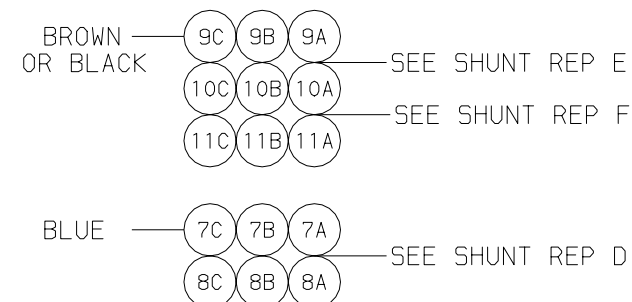 BROWN 9C 9B 9A
OR BLACK SEE SHUNT REP E
10C 10B 10A
SEE SHUNT REP F
11C 11B 11A
BLUE 7C 7B 7A
SEE SHUNT REP D
8C 8B 8A